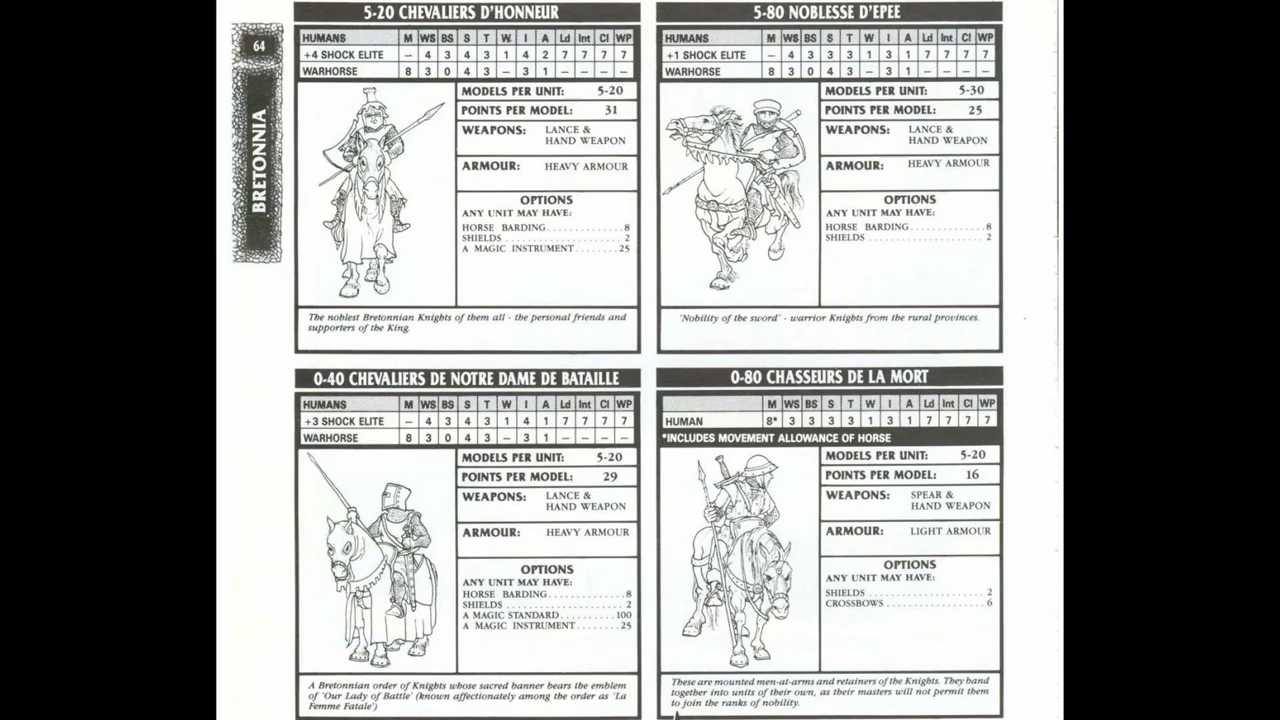 64
BRETONNIA
5-20 CHEVALIERS D'HONNEUR
HUMANS M WS BS S T W I A Ld Int Cl WP
+4 SHOCK ELITE – 4 3 4 3 1 4 2 7 7 7 7
WARHORSE 8 3 0 4 3 – 3 1 – – – –
MODELS PER UNIT: 5-20
POINTS PER MODEL: 31
WEAPONS: LANCE &
HAND WEAPON
ARMOUR: HEAVY ARMOUR
OPTIONS
ANY UNIT MAY HAVE:
HORSE BARDING..............8
SHIELDS....................2
A MAGIC INSTRUMENT........25
The noblest Bretonnian Knights of them all - the personal friends and
supporters of the King.
5-80 NOBLESSE D'EPEE
HUMANS M WS BS S T W I A Ld Int Cl WP
+1 SHOCK ELITE – 4 3 3 3 1 3 1 7 7 7 7
WARHORSE 8 3 0 4 3 – 3 1 – – – –
MODELS PER UNIT: 5-30
POINTS PER MODEL: 25
WEAPONS: LANCE &
HAND WEAPON
ARMOUR: HEAVY ARMOUR
OPTIONS
ANY UNIT MAY HAVE:
HORSE BARDING..............8
SHIELDS....................2
'Nobility of the sword' - warrior Knights from the rural provinces.
0-40 CHEVALIERS DE NOTRE DAME DE BATAILLE
HUMANS M WS BS S T W I A Ld Int Cl WP
+3 SHOCK ELITE – 4 3 4 3 1 4 1 7 7 7 7
WARHORSE 8 3 0 4 3 – 3 1 – – – –
MODELS PER UNIT: 5-20
POINTS PER MODEL: 29
WEAPONS: LANCE &
HAND WEAPON
ARMOUR: HEAVY ARMOUR
OPTIONS
ANY UNIT MAY HAVE:
HORSE BARDING..............8
SHIELDS....................2
A MAGIC STANDARD.........100
A MAGIC INSTRUMENT........25
A Bretonnian order of Knights whose sacred banner bears the emblem
of 'Our Lady of Battle' (known affectionately among the order as 'La
Femme Fatale')
0-80 CHASSEURS DE LA MORT
M WS BS S T W I A Ld Int Cl WP
HUMAN 8* 3 3 3 3 1 3 1 7 7 7 7
*INCLUDES MOVEMENT ALLOWANCE OF HORSE
MODELS PER UNIT: 5-20
POINTS PER MODEL: 16
WEAPONS: SPEAR &
HAND WEAPON
ARMOUR: LIGHT ARMOUR
OPTIONS
ANY UNIT MAY HAVE:
SHIELDS....................2
CROSSBOWS..................6
These are mounted men-at-arms and retainers of the Knights. They band
together into units of their own, as their masters will not permit them
to join the ranks of nobility.